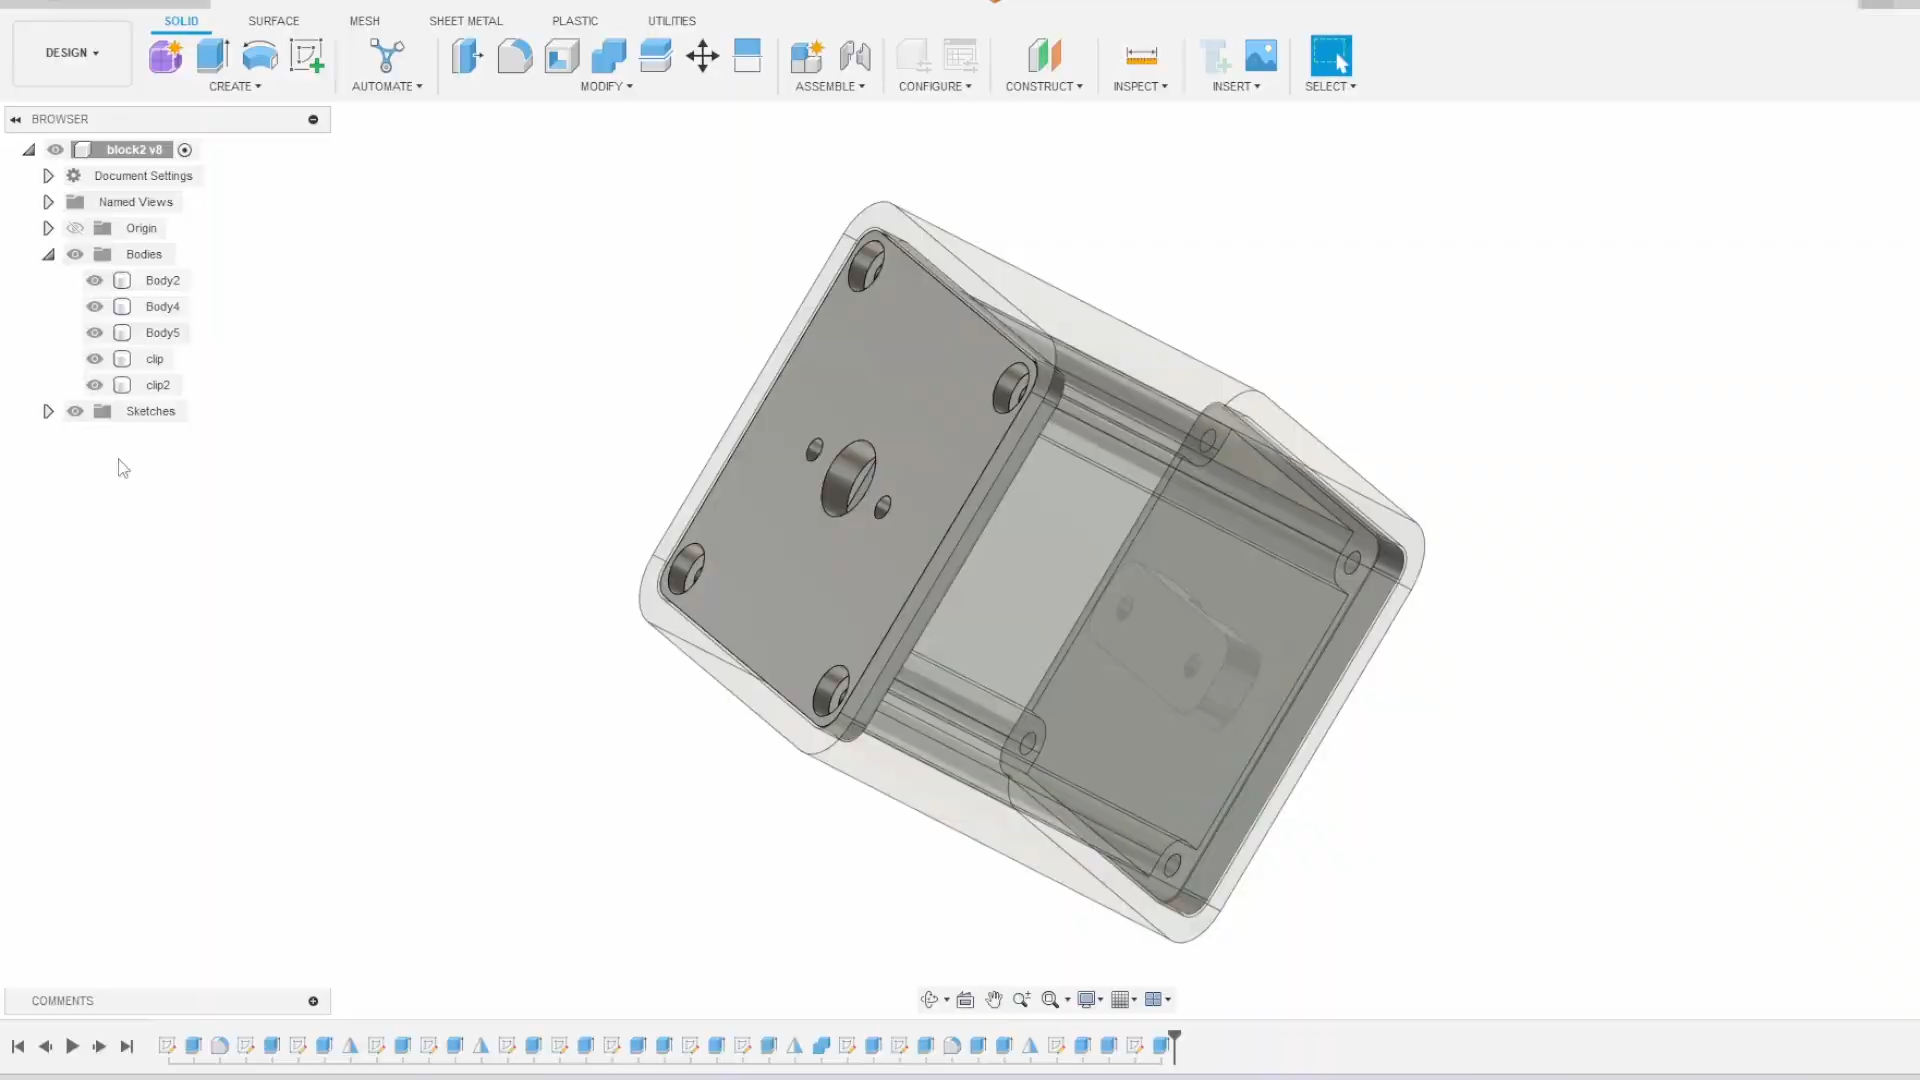 SOLID SURFACE MESH SHEET METAL PLASTIC UTILITIES
DESIGN
CREATE AUTOMATE MODIFY ASSEMBLE CONFIGURE CONSTRUCT INSPECT INSERT SELECT
BROWSER
block2 v8
Document Settings
Named Views
Origin
Bodies
Body2
Body4
Body5
clip
clip2
Sketches
COMMENTS